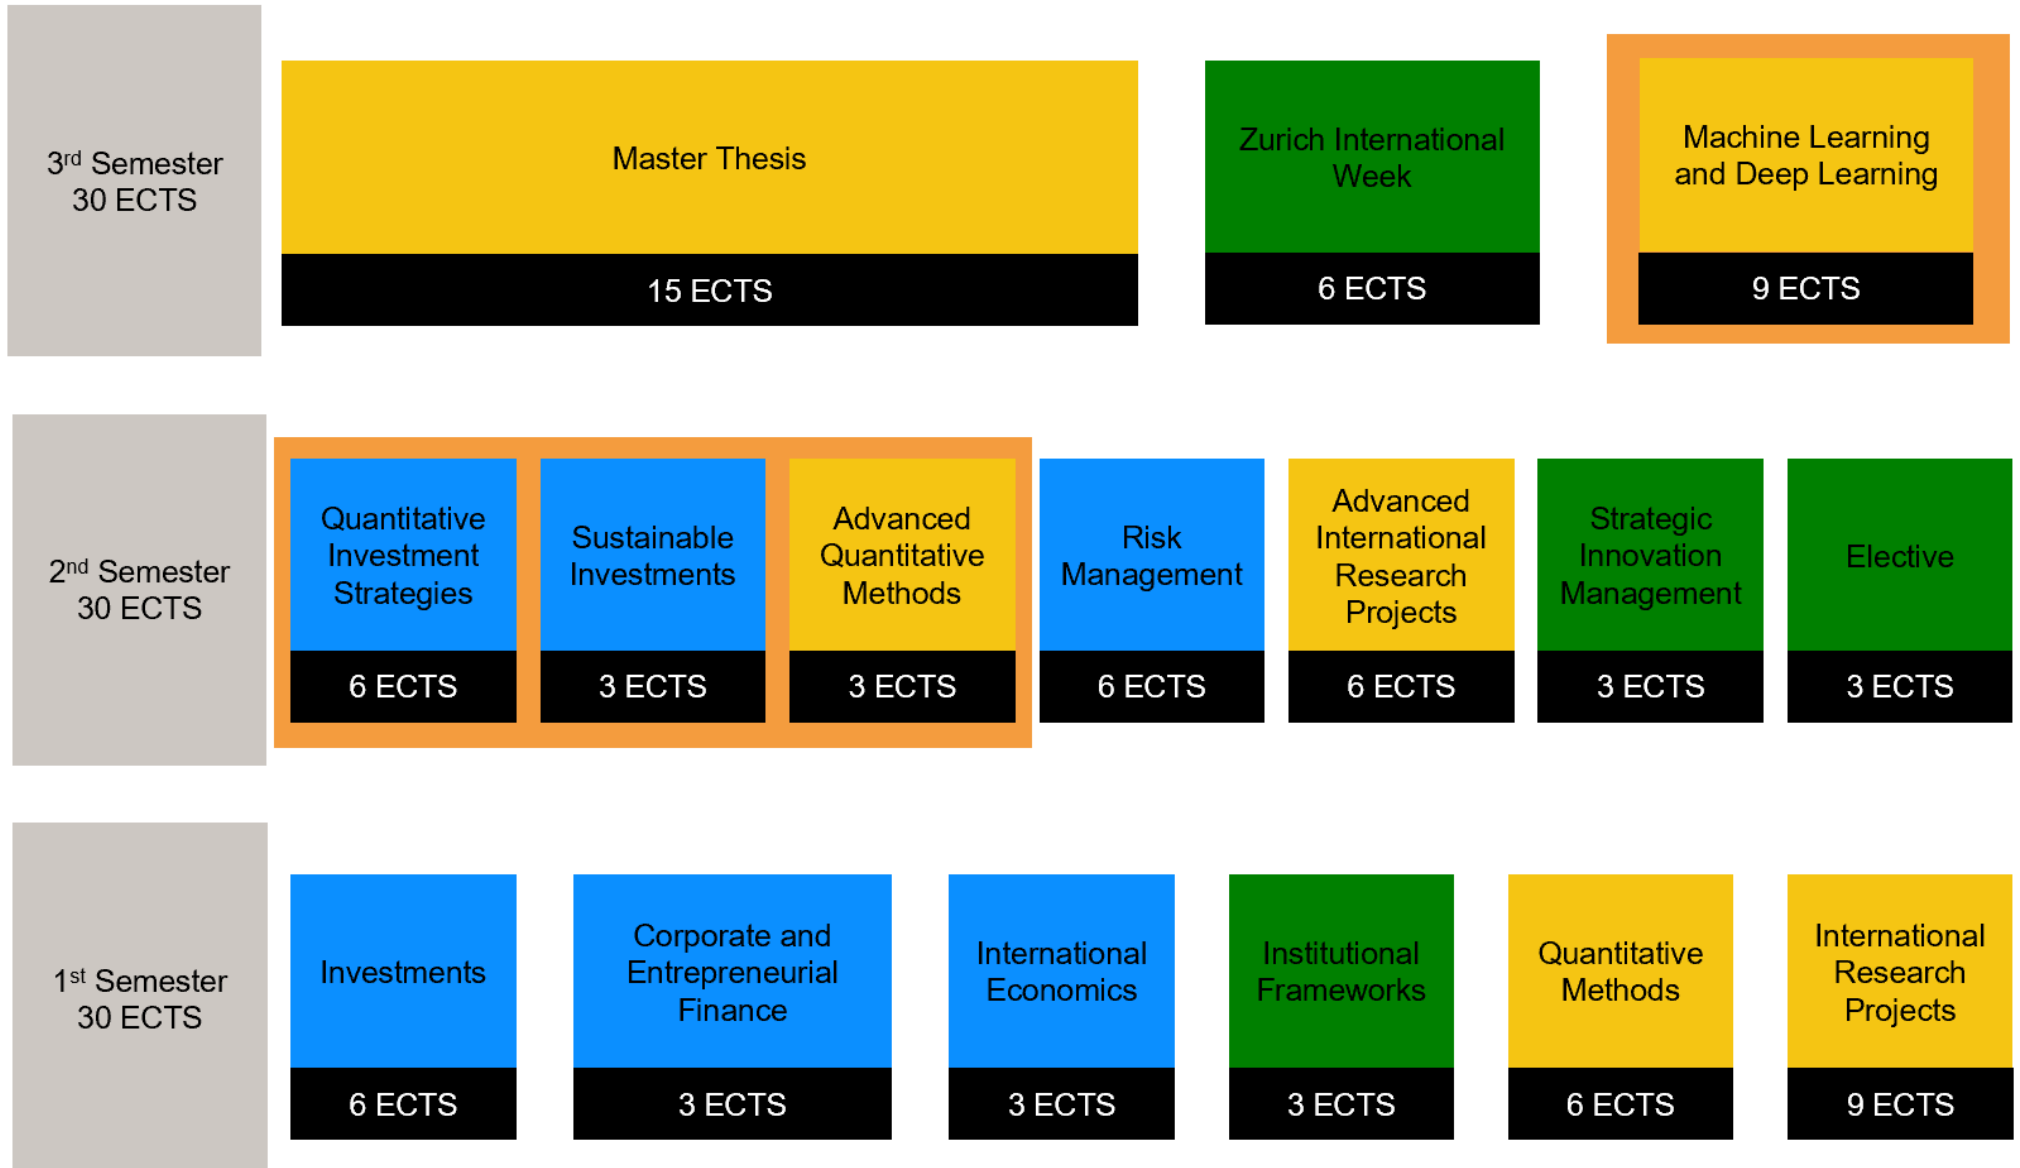 3rd Semester
30 ECTS
Master Thesis
15 ECTS
Zurich International
Week
6 ECTS
Machine Learning
and Deep Learning
9 ECTS
2nd Semester
30 ECTS
Quantitative
Investment
Strategies
6 ECTS
Sustainable
Investments
3 ECTS
Advanced
Quantitative
Methods
3 ECTS
Risk
Management
6 ECTS
Advanced
International
Research
Projects
6 ECTS
Strategic
Innovation
Management
3 ECTS
Elective
3 ECTS
1st Semester
30 ECTS
Investments
6 ECTS
Corporate and
Entrepreneurial
Finance
3 ECTS
International
Economics
3 ECTS
Institutional
Frameworks
3 ECTS
Quantitative
Methods
6 ECTS
International
Research
Projects
9 ECTS